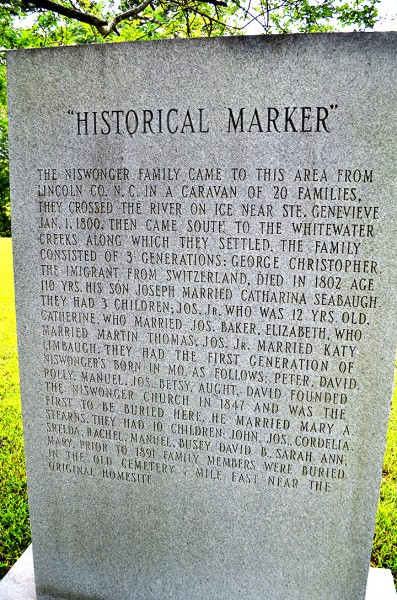 "HISTORICAL MARKER"
THE NISWONGER FAMILY CAME TO THIS AREA FROM
LINCOLN CO. N.C. IN A CARAVAN OF 20 FAMILIES,
THEY CROSSED THE RIVER ON ICE NEAR STE. GENEVIEVE
JAN. 1, 1800, THEN CAME SOUTH TO THE WHITEWATER
CREEKS ALONG WHICH THEY SETTLED. THE FAMILY
CONSISTED OF 3 GENERATIONS: GEORGE CHRISTOPHER,
THE IMIGRANT FROM SWITZERLAND, DIED IN 1802 AGE
110 YRS. HIS SON JOSEPH MARRIED CATHARINA SEABAUGH.
THEY HAD 3 CHILDREN; JOS, JR. WHO WAS 12 YRS. OLD.
CATHERINE, WHO MARRIED, JOS. BAKER, ELIZABETH, WHO
MARRIED MARTIN THOMAS. JOS. JR. MARRIED KATY
LIMBAUGH. THEY HAD THE FIRST GENERATION OF
NISWONGER'S BORN IN MO, AS FOLLOWS; PETER, DAVID,
POLLY, MANUEL, JOS., BETSY, AUGHT. DAVID FOUNDED
THE NISWONGER CHURCH IN 1847 AND WAS THE
FIRST TO BE BURIED HERE. HE MARRIED MARY A.
STEARNS. THEY HAD 10 CHILDREN, JOHN, JOS. CORDELIA
SRELDA, RACHEL, MANUEL, BUSEY, DAVID B., SARAH ANN,
MARY, PRIOR TO 1891 FAMILY MEMBERS WERE BURIED
IN THE OLD CEMETERY MILE EAST NEAR THE
ORIGINAL HOMESITE